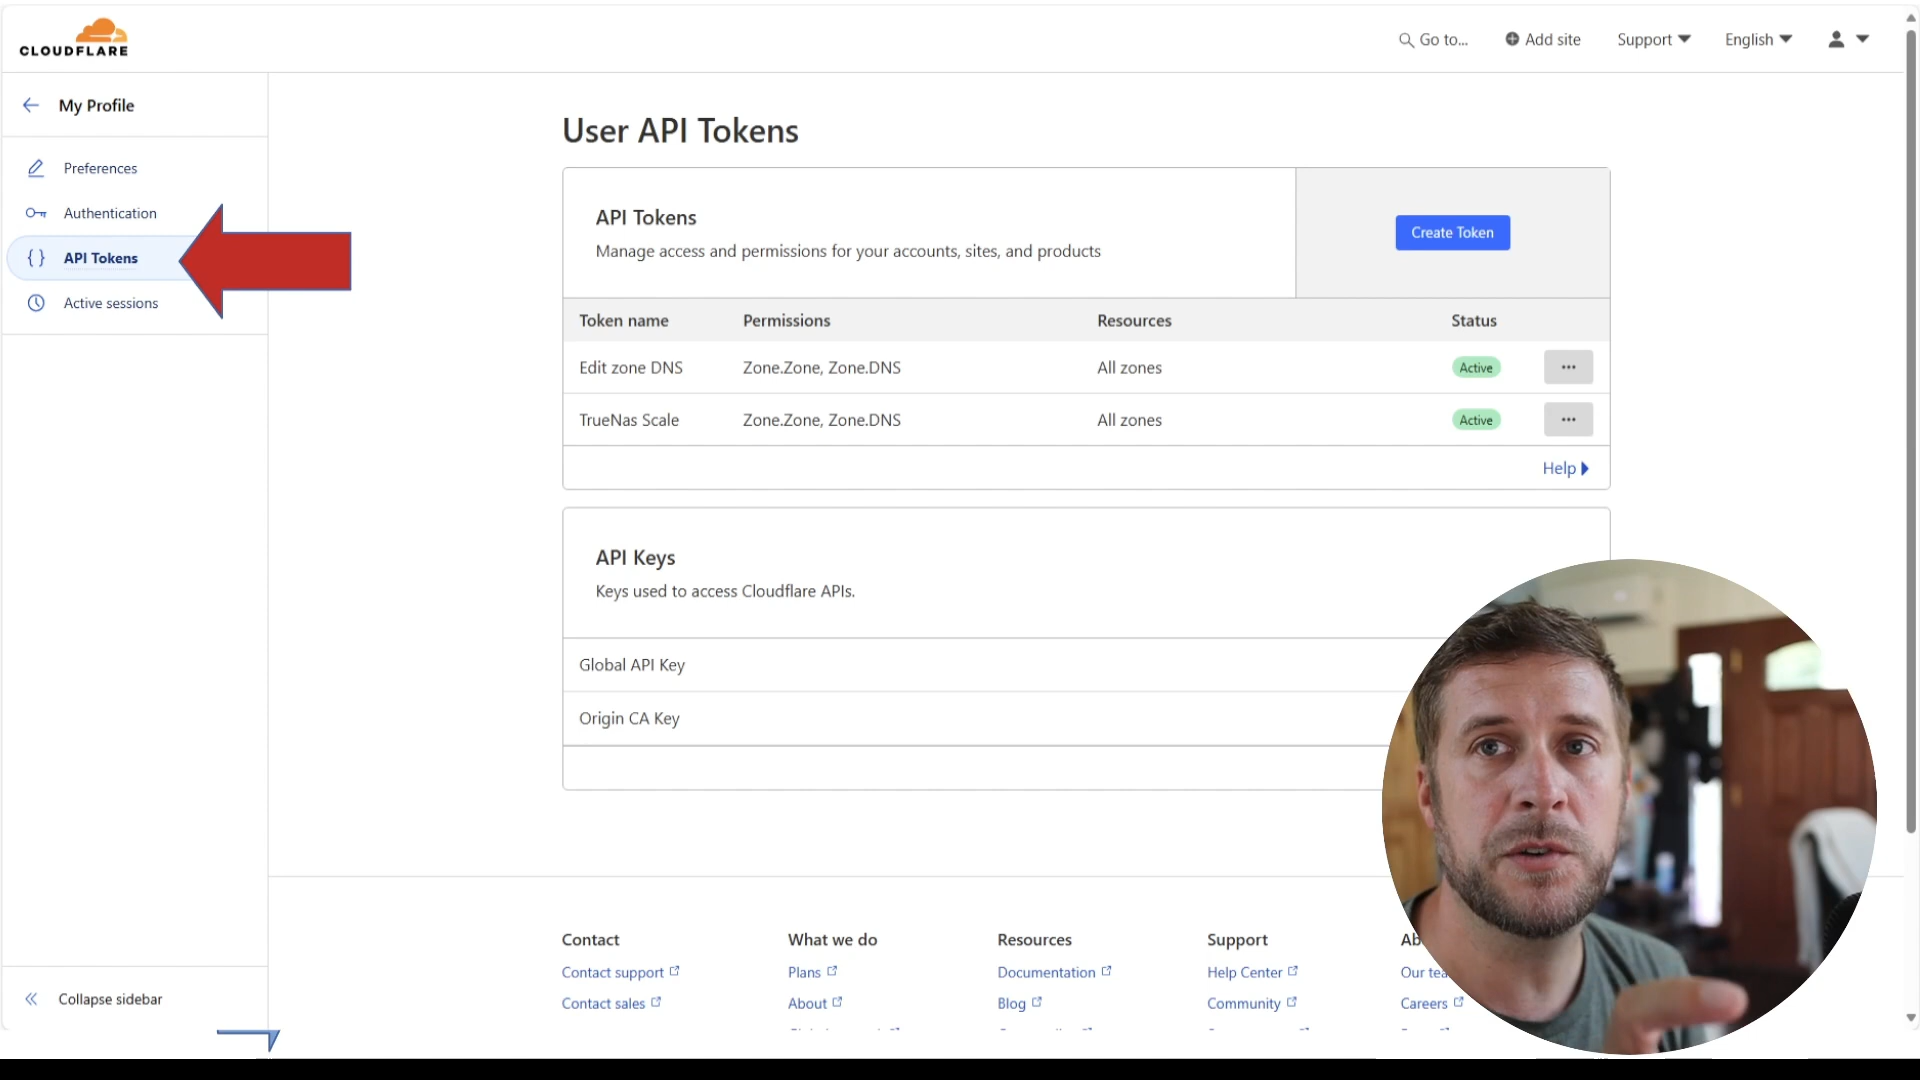 CLOUDFLARE
Go to...
Add site
Support
English
My Profile
Preferences
Authentication
{ } API Tokens
Active sessions
Collapse sidebar
User API Tokens
API Tokens
Manage access and permissions for your accounts, sites, and products
Create Token
Token name Permissions Resources Status
Edit zone DNS Zone.Zone, Zone.DNS All zones Active ...
TrueNas Scale Zone.Zone, Zone.DNS All zones Active ...
Help
API Keys
Keys used to access Cloudflare APIs.
Global API Key
Origin CA Key
Contact What we do Resources Support
Contact support Plans Documentation Help Center Our
Contact sales About Blog Community Careers